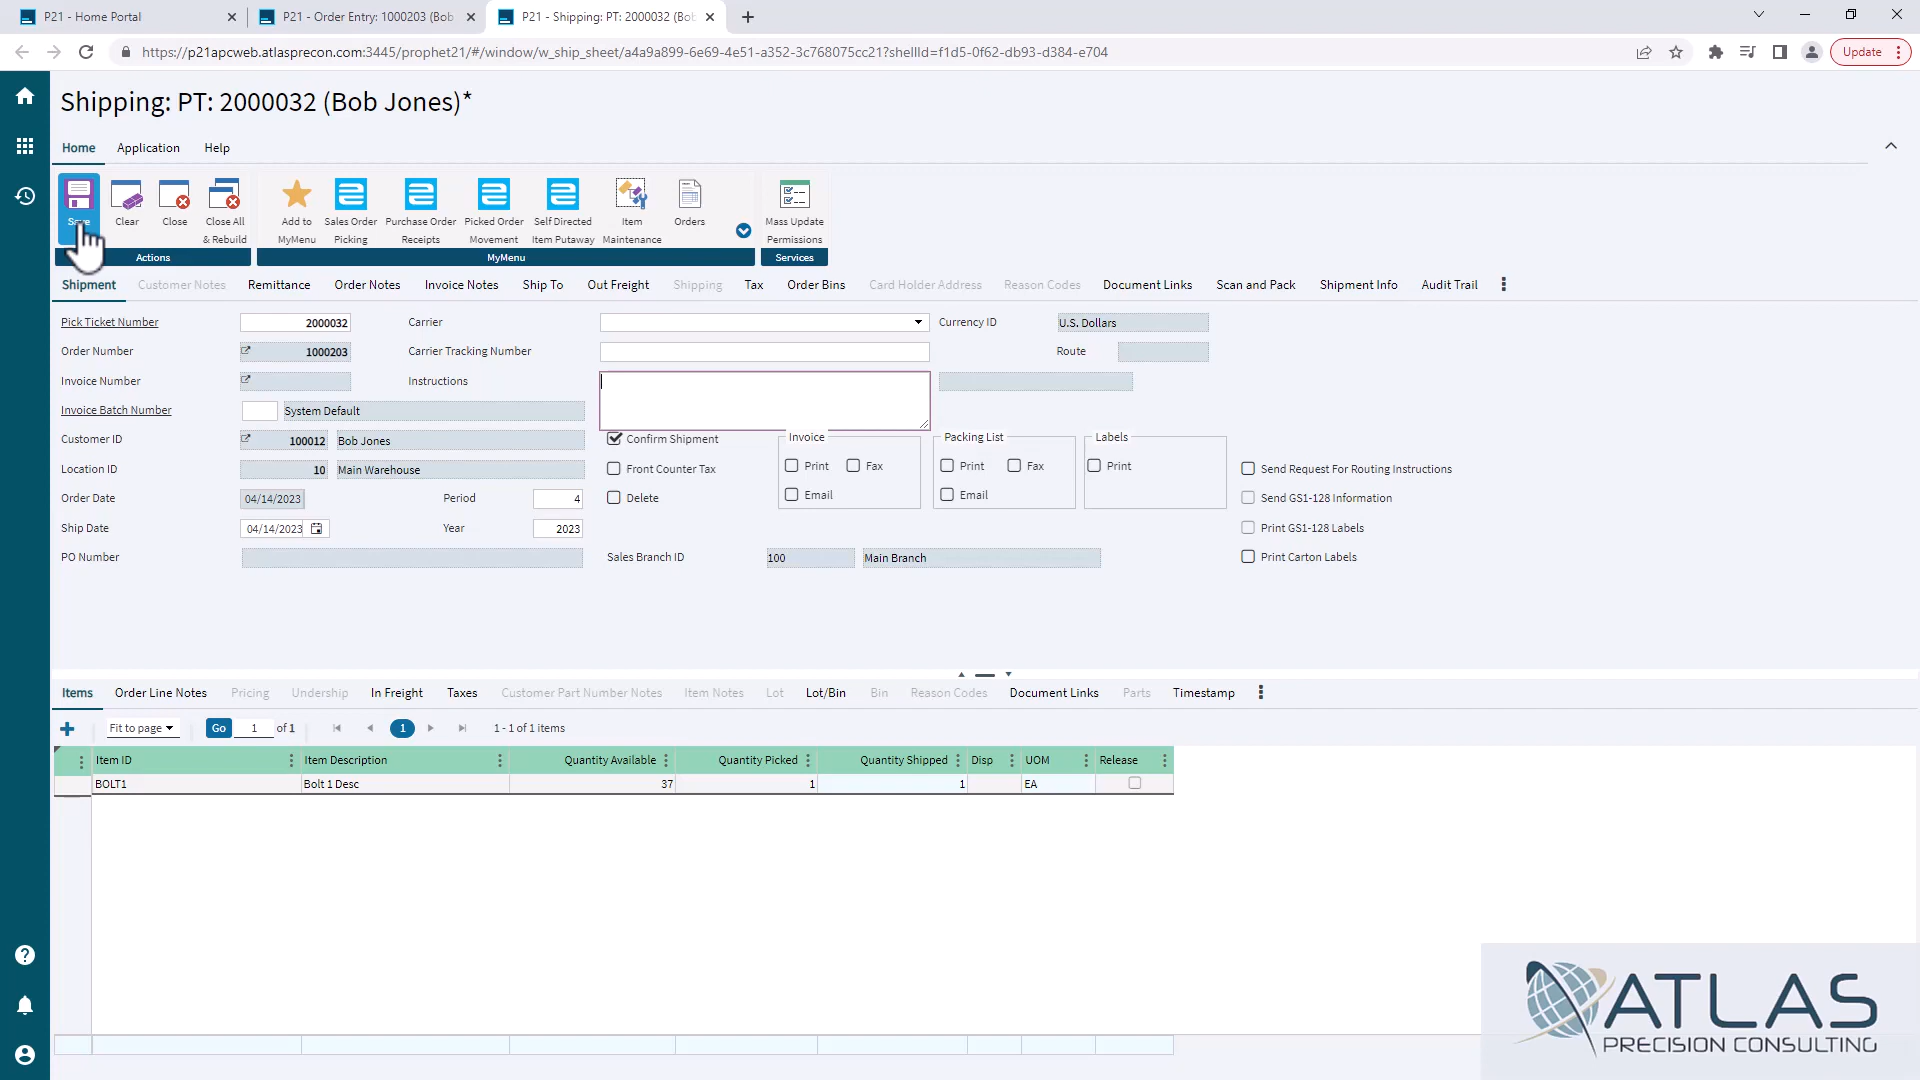 P21 - Home Portal
P21 - Order Entry: 1000203 (Bob
P21 - Shipping: PT: 2000032 (Bob
https://p21apcweb.atlasprecon.com:3445/prophet21/#/window/w_ship_sheet/a4a9a899-6e69-4e51-a352-3c768075cc21?shellId=f1d5-0f62-db93-d384-e704
Update
Shipping: PT: 2000032 (Bob Jones)*
Home Application Help
Save
Clear
Close
Close All & Rebuild
Add to MyMenu
Sales Order Picking
Purchase Order Receipts
Picked Order Movement
Self Directed Item Putaway
Item Maintenance
Orders
Mass Update Permissions
Actions MyMenu Services
Shipment Customer Notes Remittance Order Notes Invoice Notes Ship To Out Freight Shipping Tax Order Bins Card Holder Address Reason Codes Document Links Scan and Pack Shipment Info Audit Trail
Pick Ticket Number 2000032 Carrier Currency ID U.S. Dollars
Order Number 1000203 Carrier Tracking Number Route
Invoice Number Instructions
Invoice Batch Number System Default
Customer ID 100012 Bob Jones Confirm Shipment Invoice Packing List Labels
Location ID 10 Main Warehouse Front Counter Tax Print Fax Print Fax Print Send Request For Routing Instructions
Order Date 04/14/2023 Period 4 Delete Email Email Send GS1-128 Information
Ship Date 04/14/2023 Year 2023 Print GS1-128 Labels
PO Number Sales Branch ID 100 Main Branch Print Carton Labels
Items Order Line Notes Pricing Undership In Freight Taxes Customer Part Number Notes Item Notes Lot Lot/Bin Bin Reason Codes Document Links Parts Timestamp
Fit to page Go 1 of 1 1 1 - 1 of 1 items
Item ID Item Description Quantity Available Quantity Picked Quantity Shipped Disp UOM Release
BOLT1 Bolt 1 Desc 37 1 1 EA
ATLAS
PRECISION CONSULTING